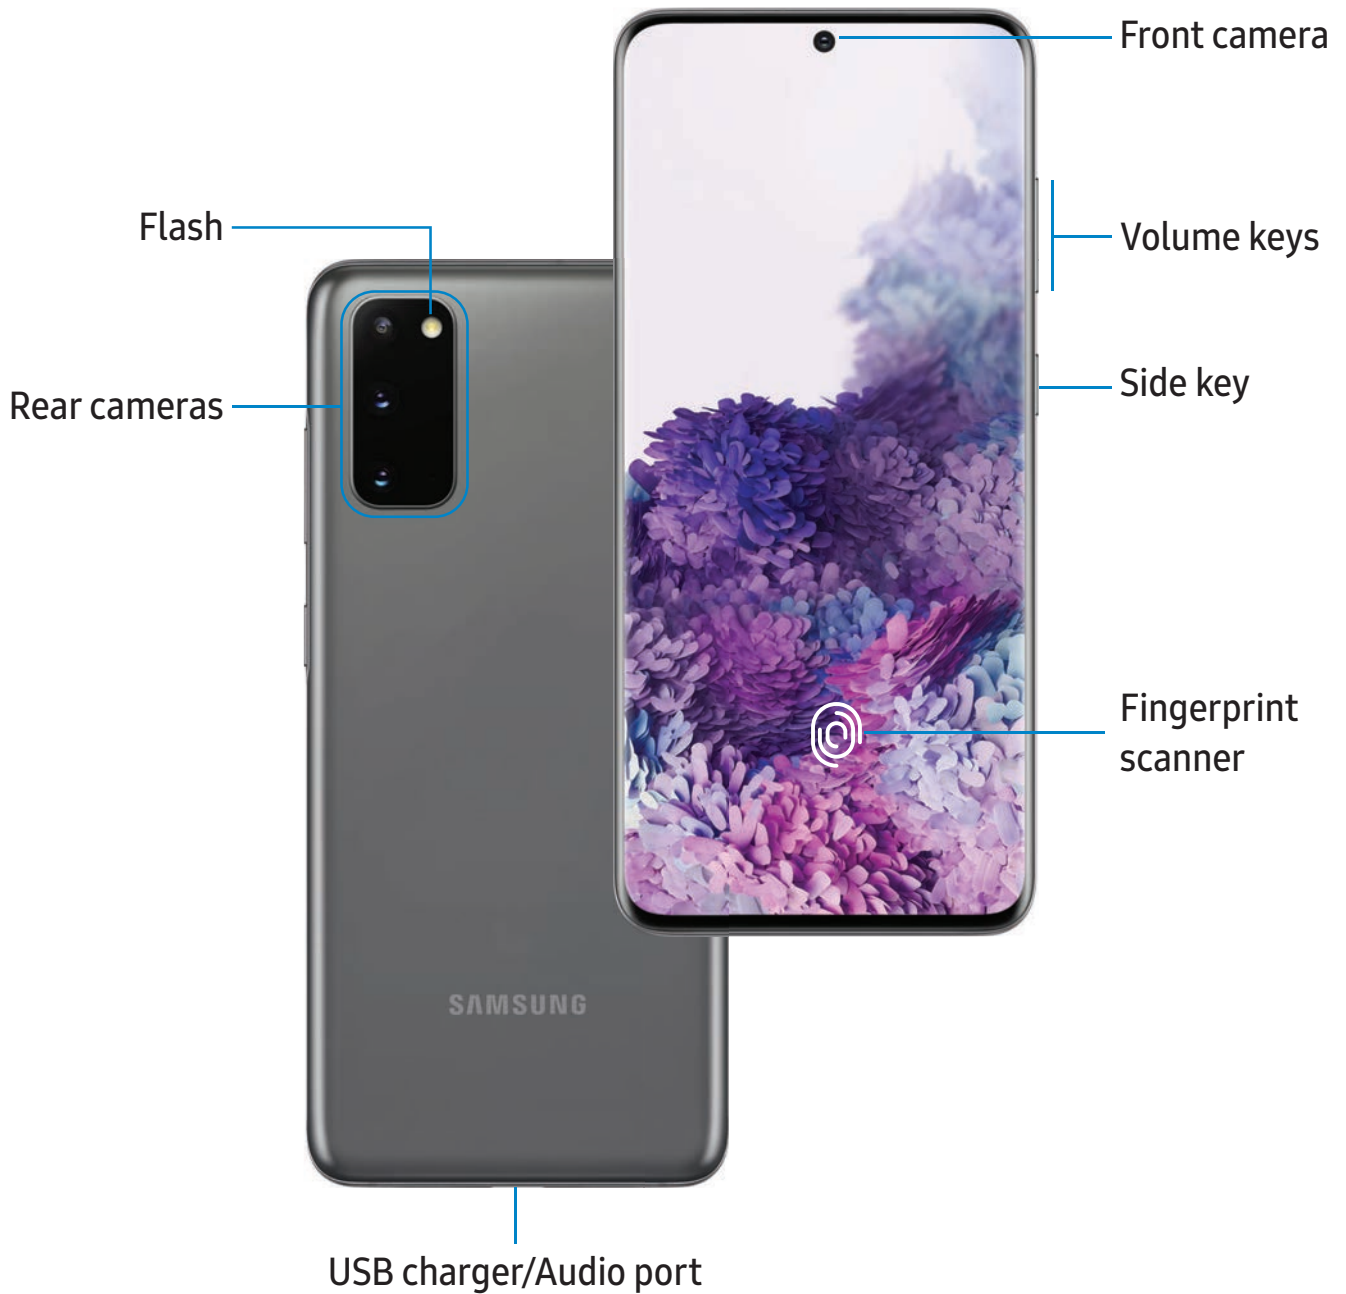 Front camera
Flash
Volume keys
Side key
Rear cameras
Fingerprint
scanner
SAMSUNG
USB charger/Audio port